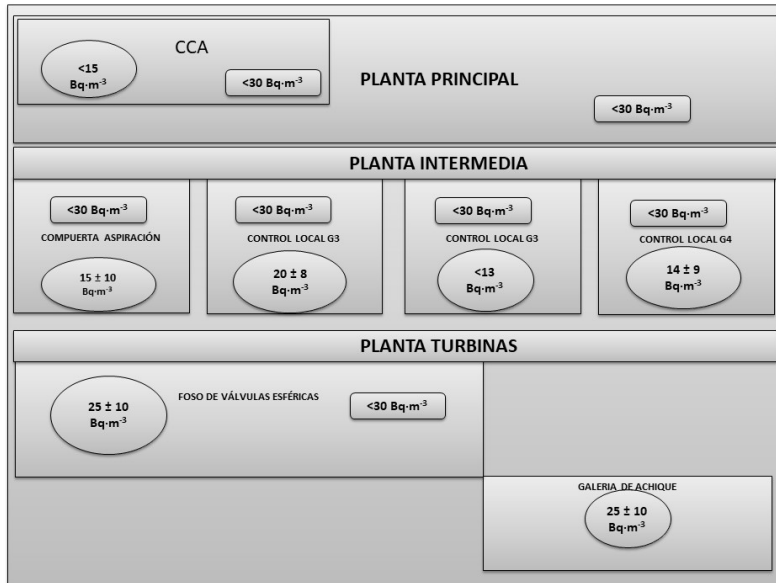 CCA
<15
Bq·m-3
<30 Bq·m-3
PLANTA PRINCIPAL
<30 Bq·m-3
PLANTA INTERMEDIA
<30 Bq·m-3
COMPUERTA ASPIRACIÓN
15 ± 10
Bq·m-3
<30 Bq·m-3
CONTROL LOCAL G3
20 ± 8
Bq·m-3
<30 Bq·m-3
CONTROL LOCAL G3
<13
Bq·m-3
<30 Bq·m-3
CONTROL LOCAL G4
14 ± 9
Bq·m-3
PLANTA TURBINAS
25 ± 10
Bq·m-3
FOSO DE VÁLVULAS ESFÉRICAS
<30 Bq·m-3
GALERIA DE ACHIQUE
25 ± 10
Bq·m-3